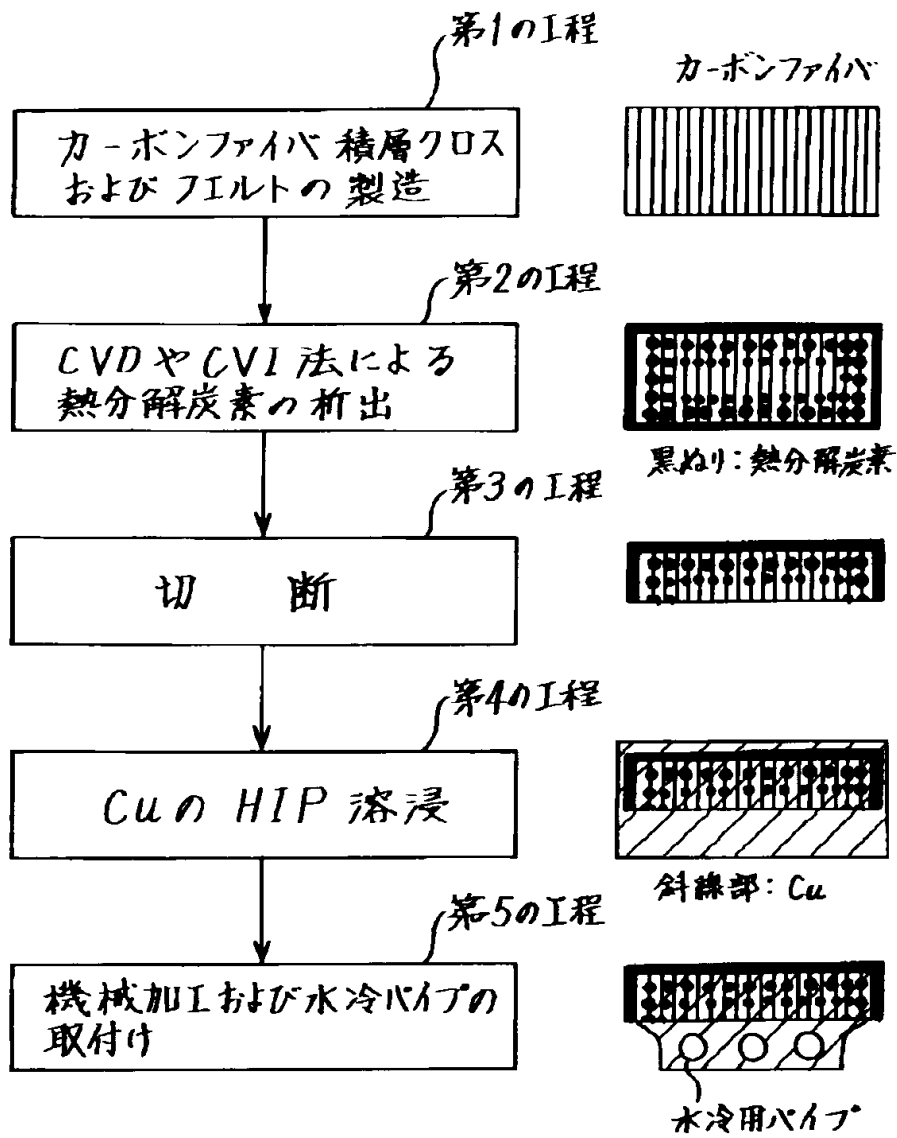 第1の工程
カーボンファイバ
カーボンファイバ 積層クロス
およびフエルトの製造
第2の工程
CVDやCVI法による
熱分解炭素の析出
黒ぬり：熱分解炭素
第3の工程
切 断
第4の工程
CuのHIP溶浸
斜線部：Cu
第5の工程
機械加工および水冷パイプの
取付け
水冷用パイプ